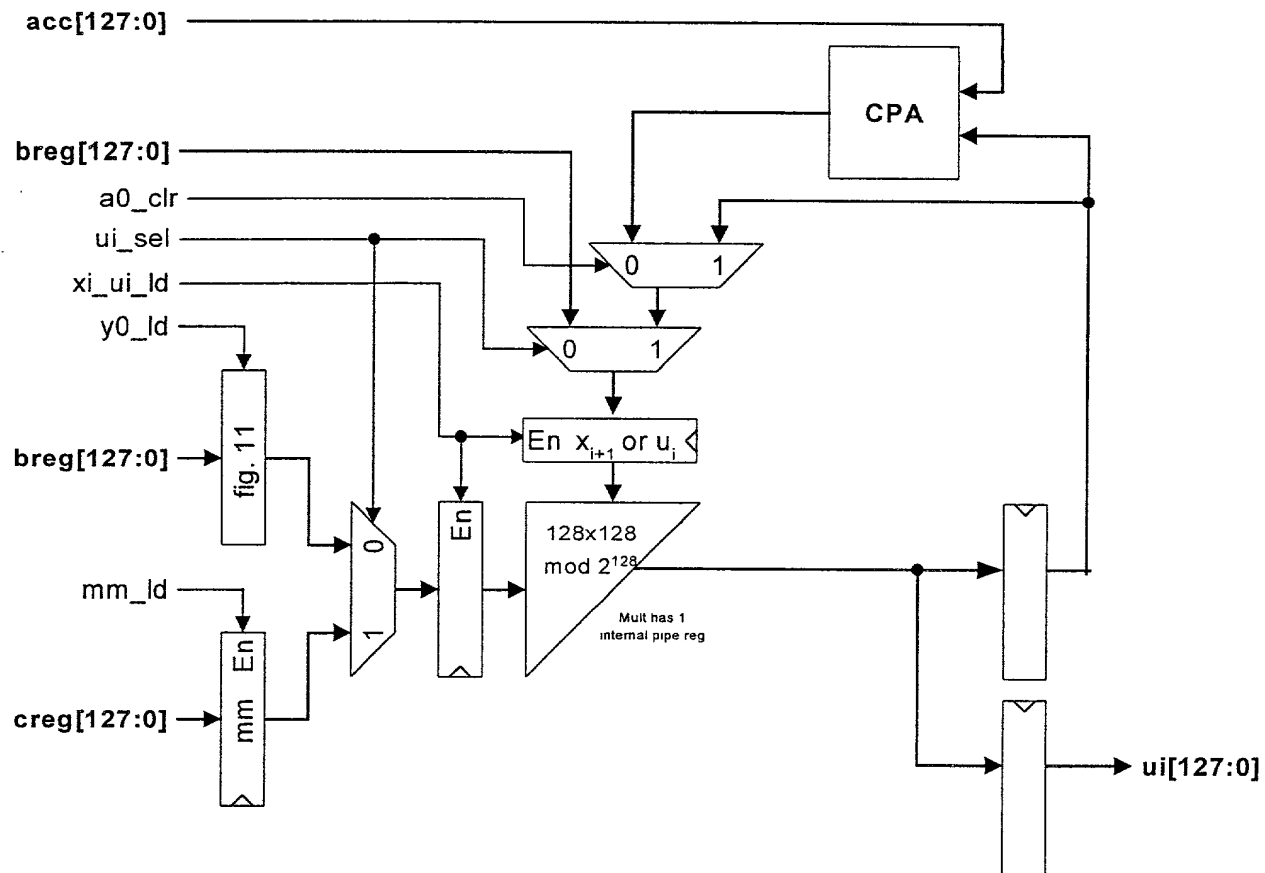 acc[127:0]
CPA
breg[127:0]
a0_clr
ui_sel
xi_ui_ld
y0_ld
0 1
0 1
En x_{i+1} or u_i
breg[127:0]
fig. 11
0
1
En
128x128
mod 2^{128}
Mult has 1
internal pipe reg
mm_ld
mm En
creg[127:0]
ui[127:0]